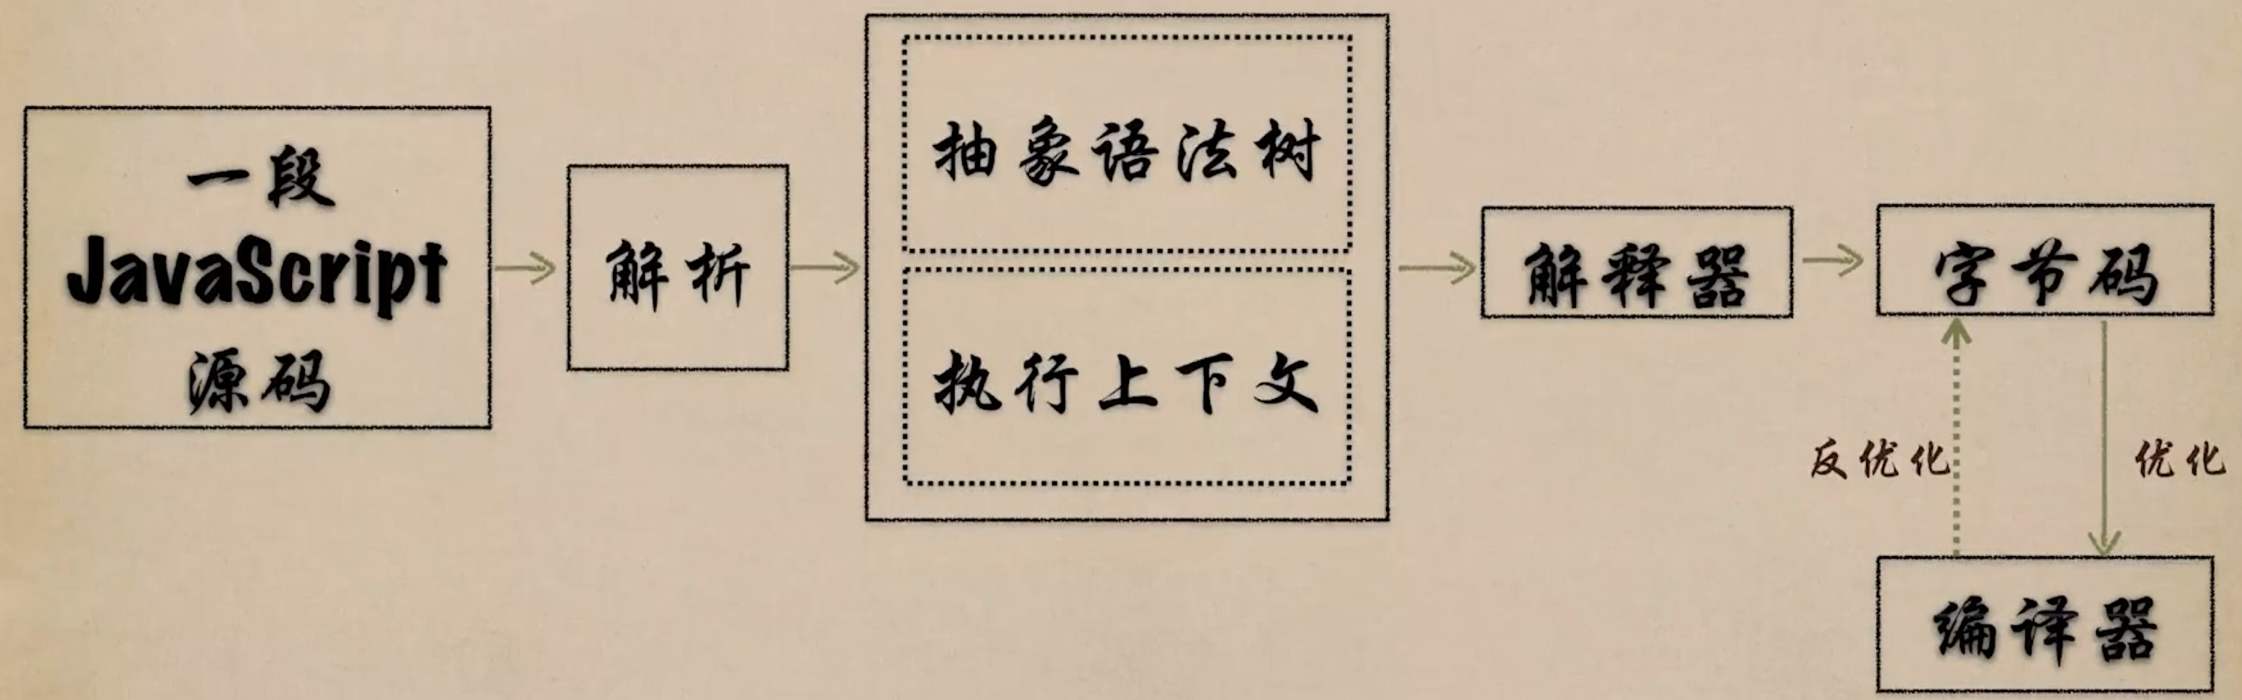 一段
JavaScript
源码
解析
抽象语法树
执行上下文
解释器
字节码
反优化
优化
编译器